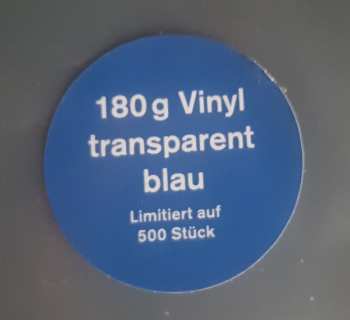 180 g Vinyl
transparent
blau
Limitiert auf
500 Stück